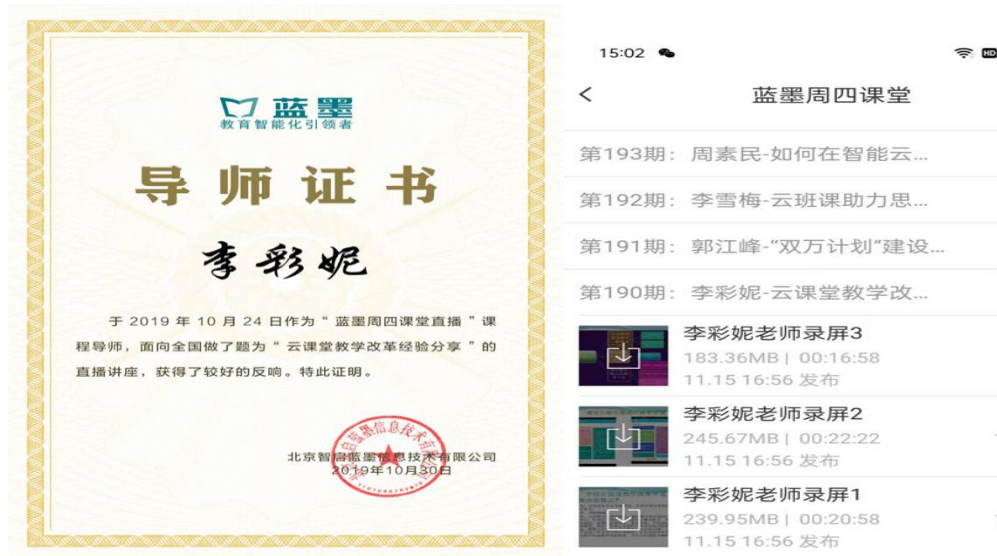 蓝墨
教育智能化引领者
导师证书
李彩妮
于 2019 年 10 月 24 日作为“ 蓝墨周四课堂直播 ”课
程导师，面向全国做了题为“ 云课堂教学改革经验分享 ”的
直播讲座，获得了较好的反响。特此证明。
北京智启蓝墨信息技术有限公司
2019年10月30日
15:02
HD
蓝墨周四课堂
第193期：周素民-如何在智能云...
第192期：李雪梅-云班课助力思...
第191期：郭江峰-“双万计划”建设...
第190期：李彩妮-云课堂教学改...
李彩妮老师录屏3
183.36MB | 00:16:58
11.15 16:56 发布
李彩妮老师录屏2
245.67MB | 00:22:22
11.15 16:56 发布
李彩妮老师录屏1
239.95MB | 00:20:58
11.15 16:56 发布